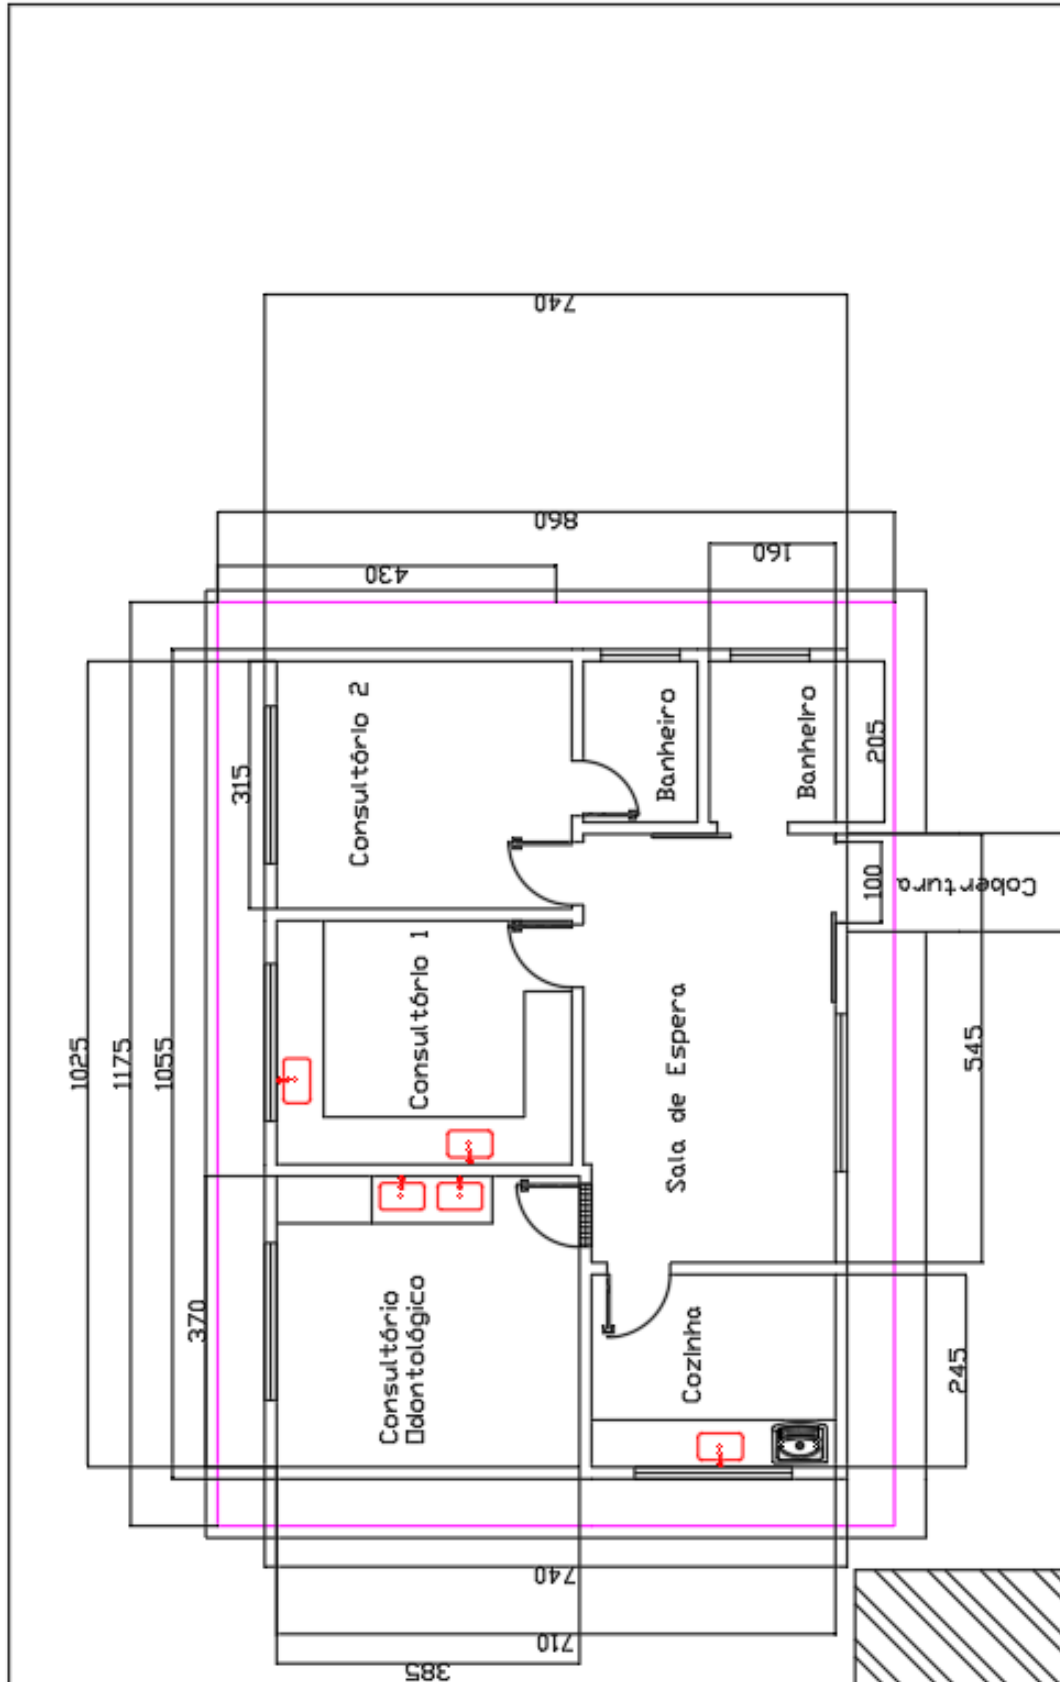 740
860
160
430
Consultório 2
Banheiro
Banheiro
315
205
100
Cobertura
Consultório 1
Sala de Espera
1025
1175
1055
545
370
Consultório
Odontológico
Cozinha
245
740
710
385